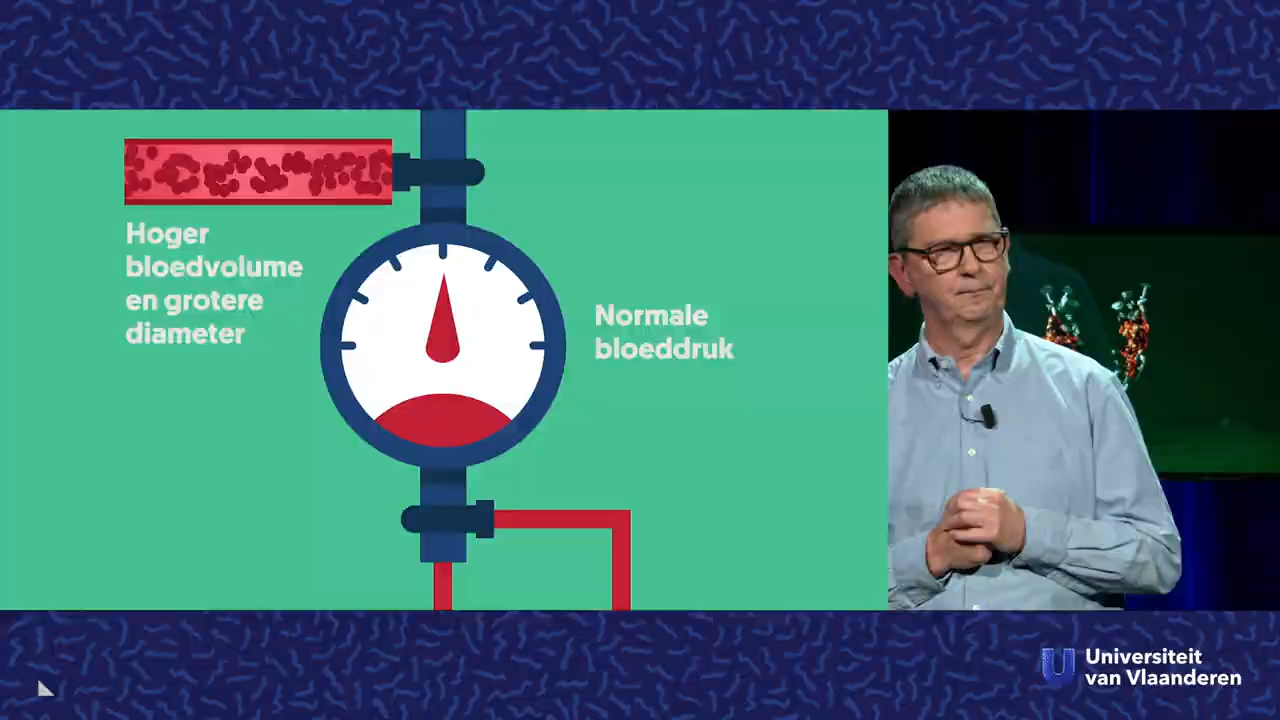 Hoger
bloedvolume
en grotere
diameter
Normale
bloeddruk
Universiteit
van Vlaanderen